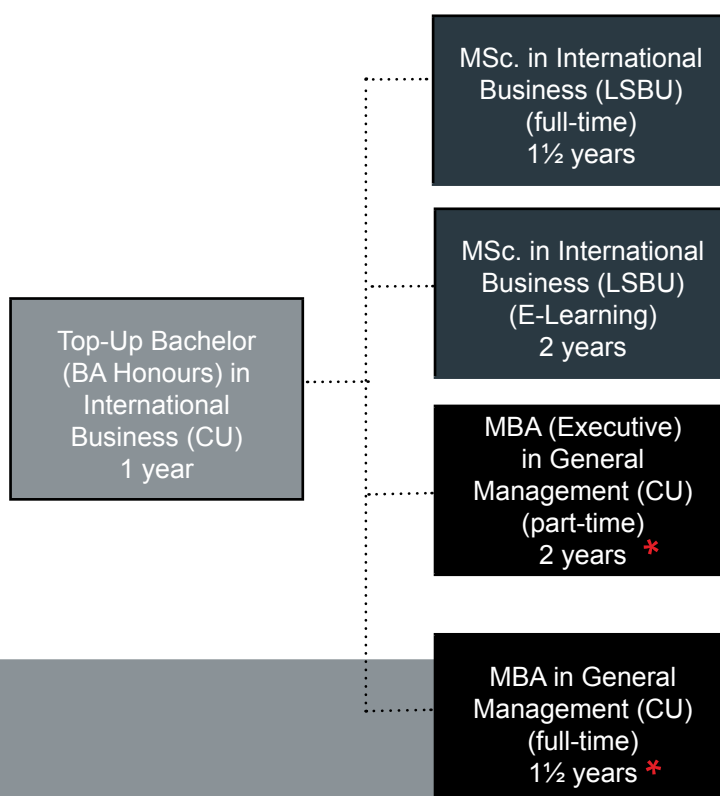 Top-Up Bachelor
(BA Honours) in
International
Business (CU)
1 year
MSc. in International
Business (LSBU)
(full-time)
1½ years
MSc. in International
Business (LSBU)
(E-Learning)
2 years
MBA (Executive)
in General
Management (CU)
(part-time)
2 years *
MBA in General
Management (CU)
(full-time)
1½ years *